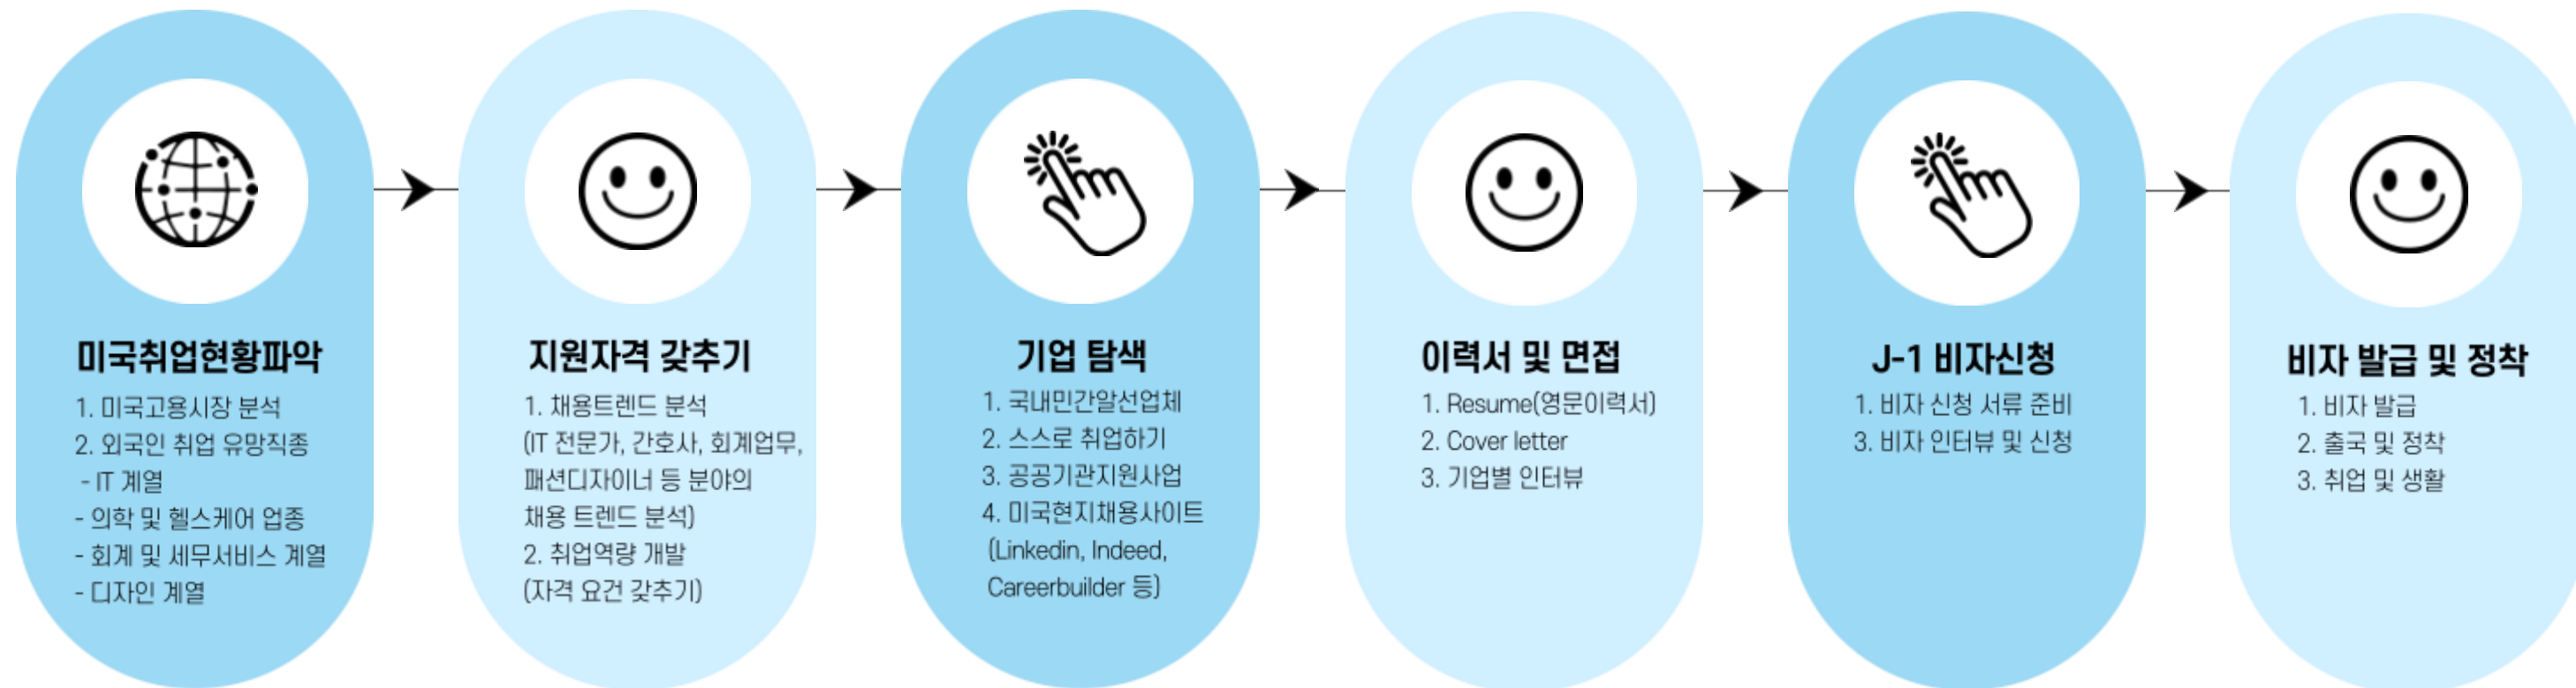 미국취업현황파악
1. 미국고용시장 분석
2. 외국인 취업 유망직종
- IT 계열
- 의학 및 헬스케어 업종
- 회계 및 세무서비스 계열
- 디자인 계열
지원자격 갖추기
1. 채용트렌드 분석
(IT 전문가, 간호사, 회계업무,
패션디자이너 등 분야의
채용 트렌드 분석)
2. 취업역량 개발
(자격 요건 갖추기)
기업 탐색
1. 국내민간알선업체
2. 스스로 취업하기
3. 공공기관지원사업
4. 미국현지채용사이트
(Linkedin, Indeed,
Careerbuilder 등)
이력서 및 면접
1. Resume(영문이력서)
2. Cover letter
3. 기업별 인터뷰
J-1 비자신청
1. 비자 신청 서류 준비
3. 비자 인터뷰 및 신청
비자 발급 및 정착
1. 비자 발급
2. 출국 및 정착
3. 취업 및 생활